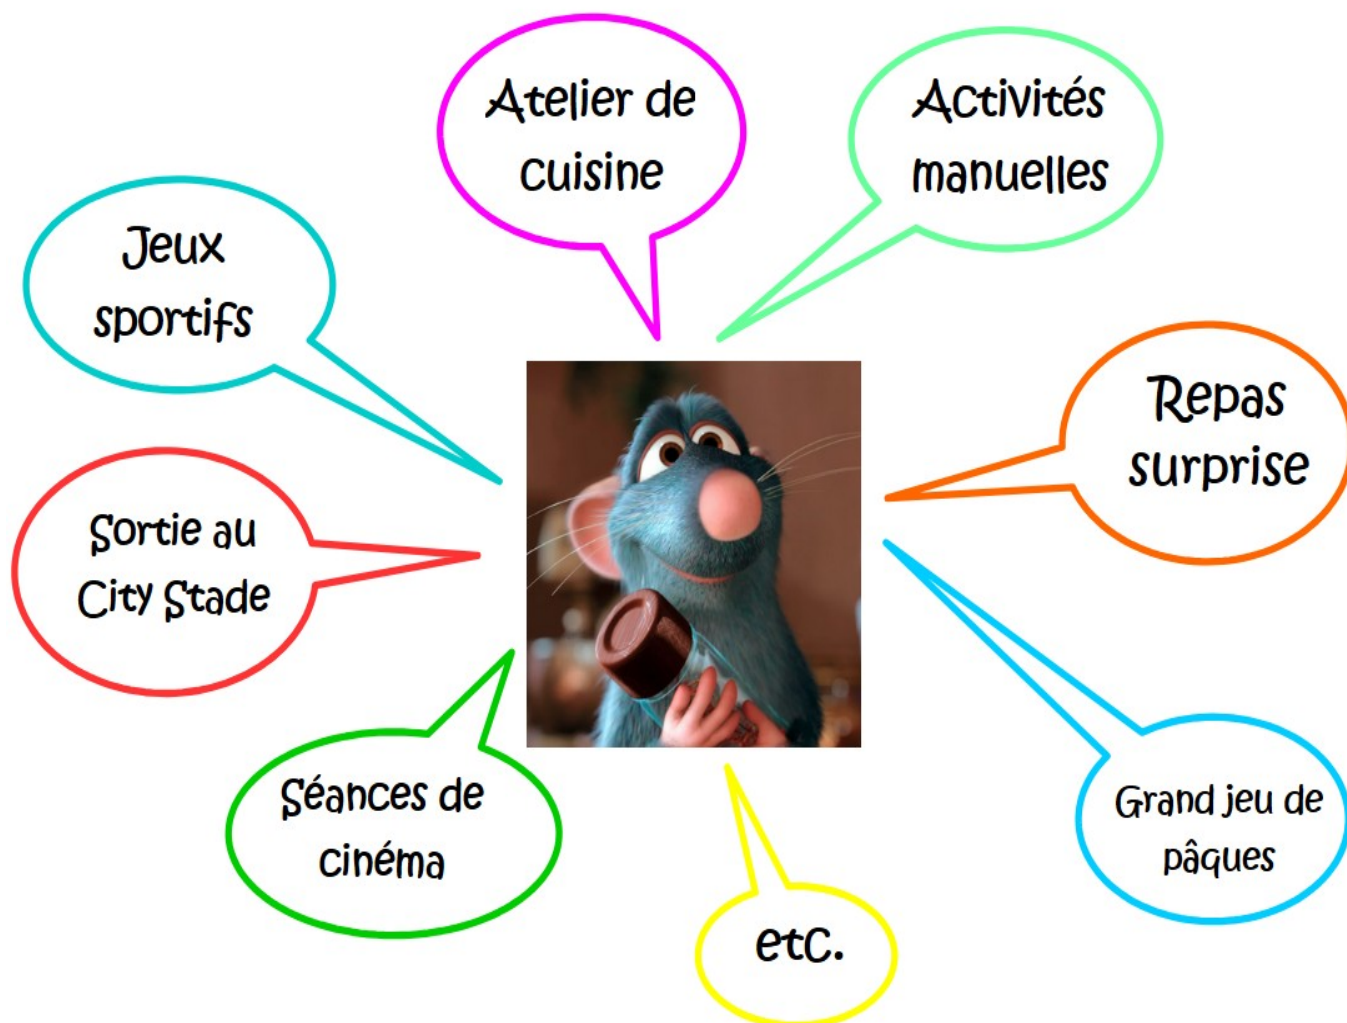 Atelier de
cuisine
Activités
manuelles
Jeux
sportifs
Repas
surprise
Sortie au
City Stade
Séances de
cinéma
Grand jeu de
pâques
etc.